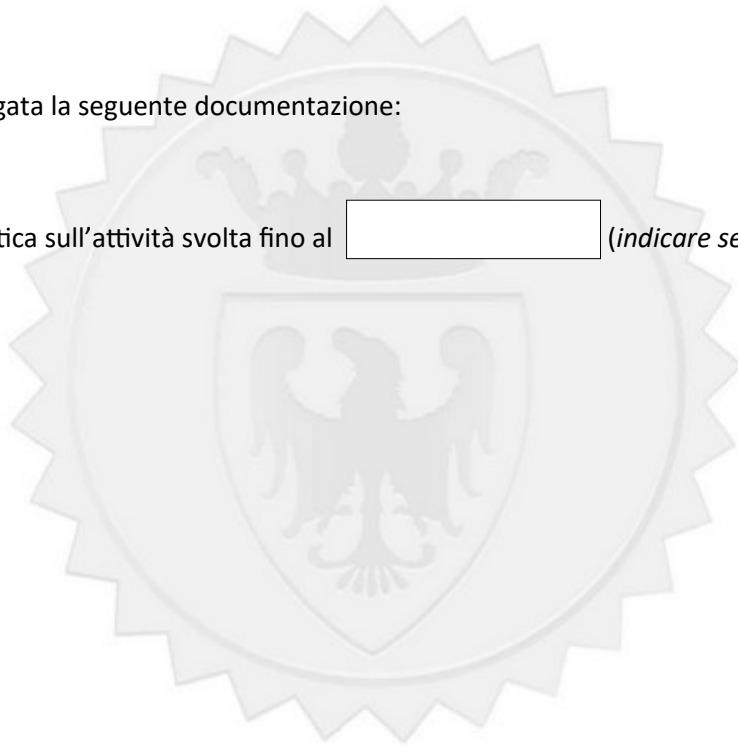 gata la seguente documentazione:
tica sull’attività svolta fino al (indicare se